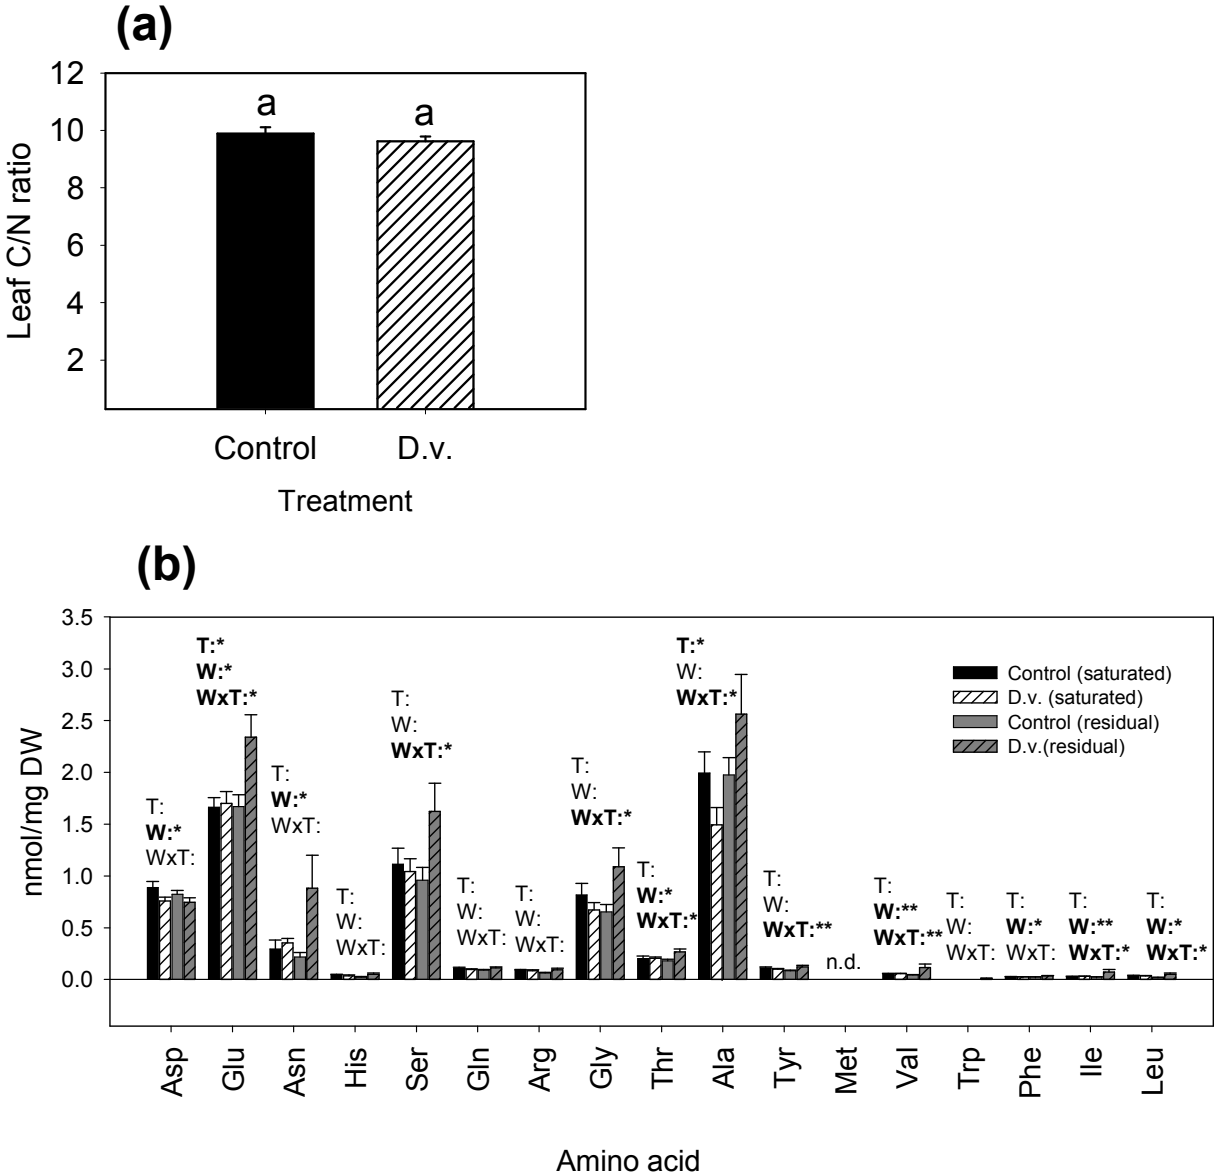 (a)
12
10
8
6
4
2
Leaf C/N ratio
a
a
Control
D.v.
Treatment
(b)
3.5
3.0
2.5
2.0
1.5
1.0
0.5
0.0
nmol/mg DW
T:
W:*
WxT:
T:*
W:*
WxT:*
T:
W:*
WxT:
T:
W:
WxT:
T:
W:
WxT:*
T:
W:
WxT:
T:
W:
WxT:
T:
W:
WxT:*
T:
W:*
WxT:*
T:*
W:
WxT:*
T:
W:
WxT:**
n.d.
T:
W:**
WxT:**
T:
W:
WxT:
T:
W:*
WxT:
T:
W:**
WxT:*
T:
W:*
WxT:*
Control (saturated)
D.v. (saturated)
Control (residual)
D.v.(residual)
Asp
Glu
Asn
His
Ser
Gln
Arg
Gly
Thr
Ala
Tyr
Met
Val
Trp
Phe
Ile
Leu
Amino acid